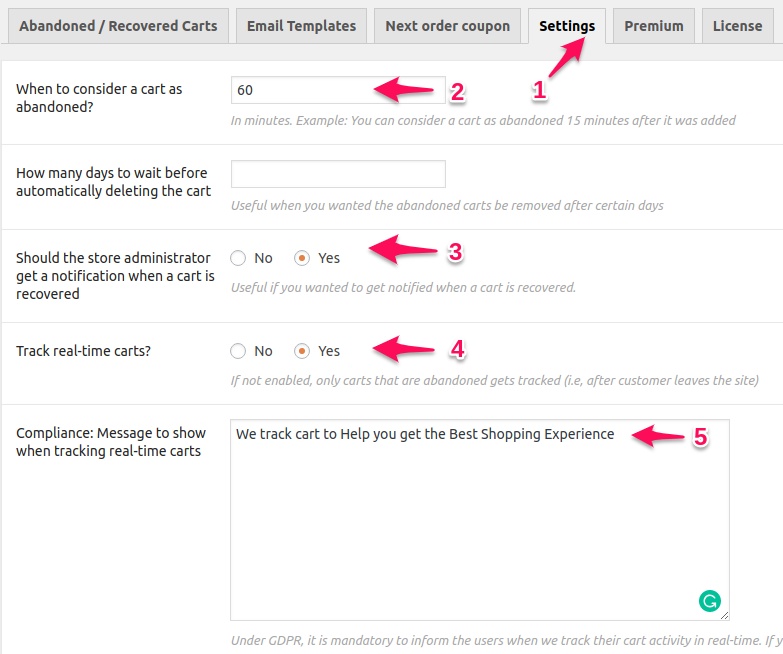 Abandoned / Recovered Carts Email Templates Next order coupon Settings Premium License
1
When to consider a cart as
abandoned?
60
2
In minutes. Example: You can consider a cart as abandoned 15 minutes after it was added
How many days to wait before
automatically deleting the cart
Useful when you wanted the abandoned carts be removed after certain days
Should the store administrator
get a notification when a cart is
recovered
No Yes
3
Useful if you wanted to get notified when a cart is recovered.
Track real-time carts?
No Yes
4
If not enabled, only carts that are abandoned gets tracked (i.e, after customer leaves the site)
Compliance: Message to show
when tracking real-time carts
We track cart to Help you get the Best Shopping Experience
5
Under GDPR, it is mandatory to inform the users when we track their cart activity in real-time. If y